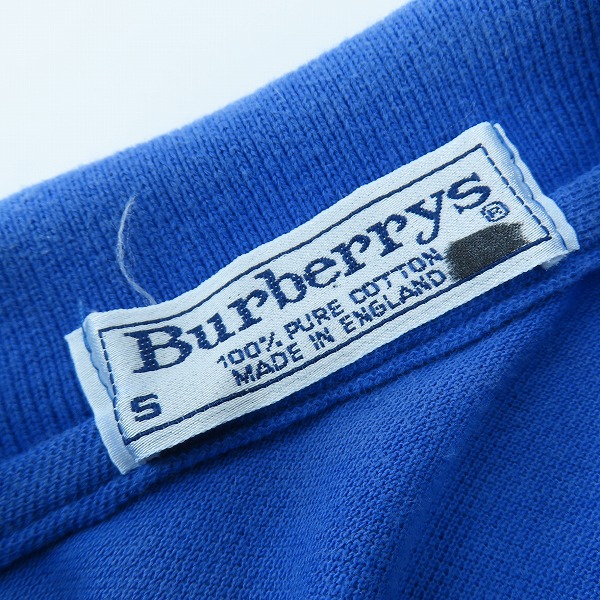 Burberrys®
100% PURE COTTON
MADE IN ENGLAND
S